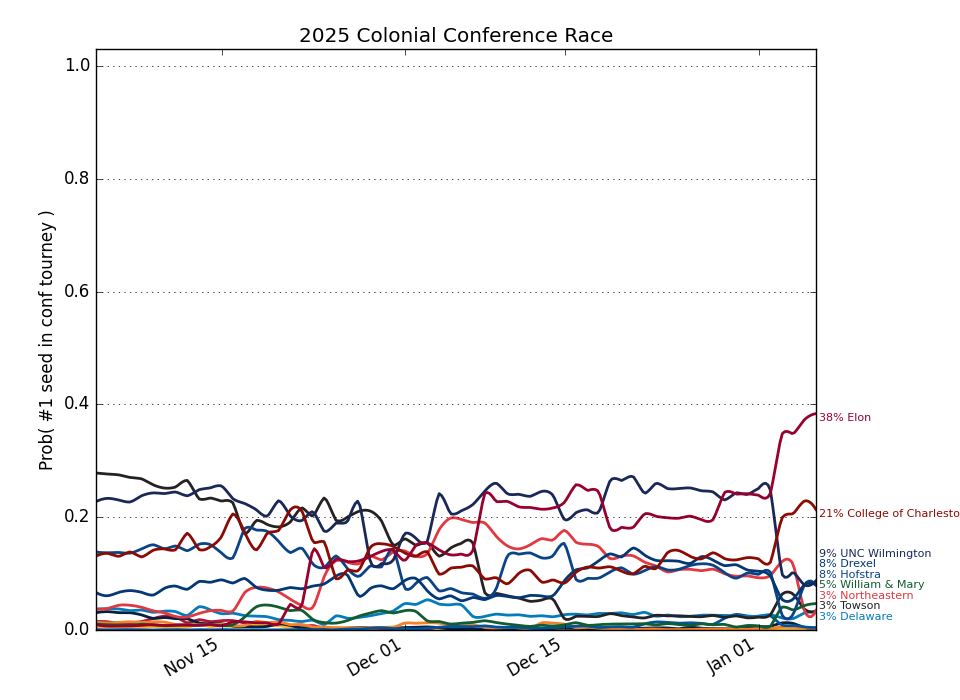 2025 Colonial Conference Race
Prob( #1 seed in conf tourney )
1.0
0.8
0.6
0.4
0.2
0.0
Nov 15
Dec 01
Dec 15
Jan 01
38% Elon
21% College of Charlesto
9% UNC Wilmington
8% Drexel
8% Hofstra
5% William & Mary
3% Northeastern
3% Towson
3% Delaware